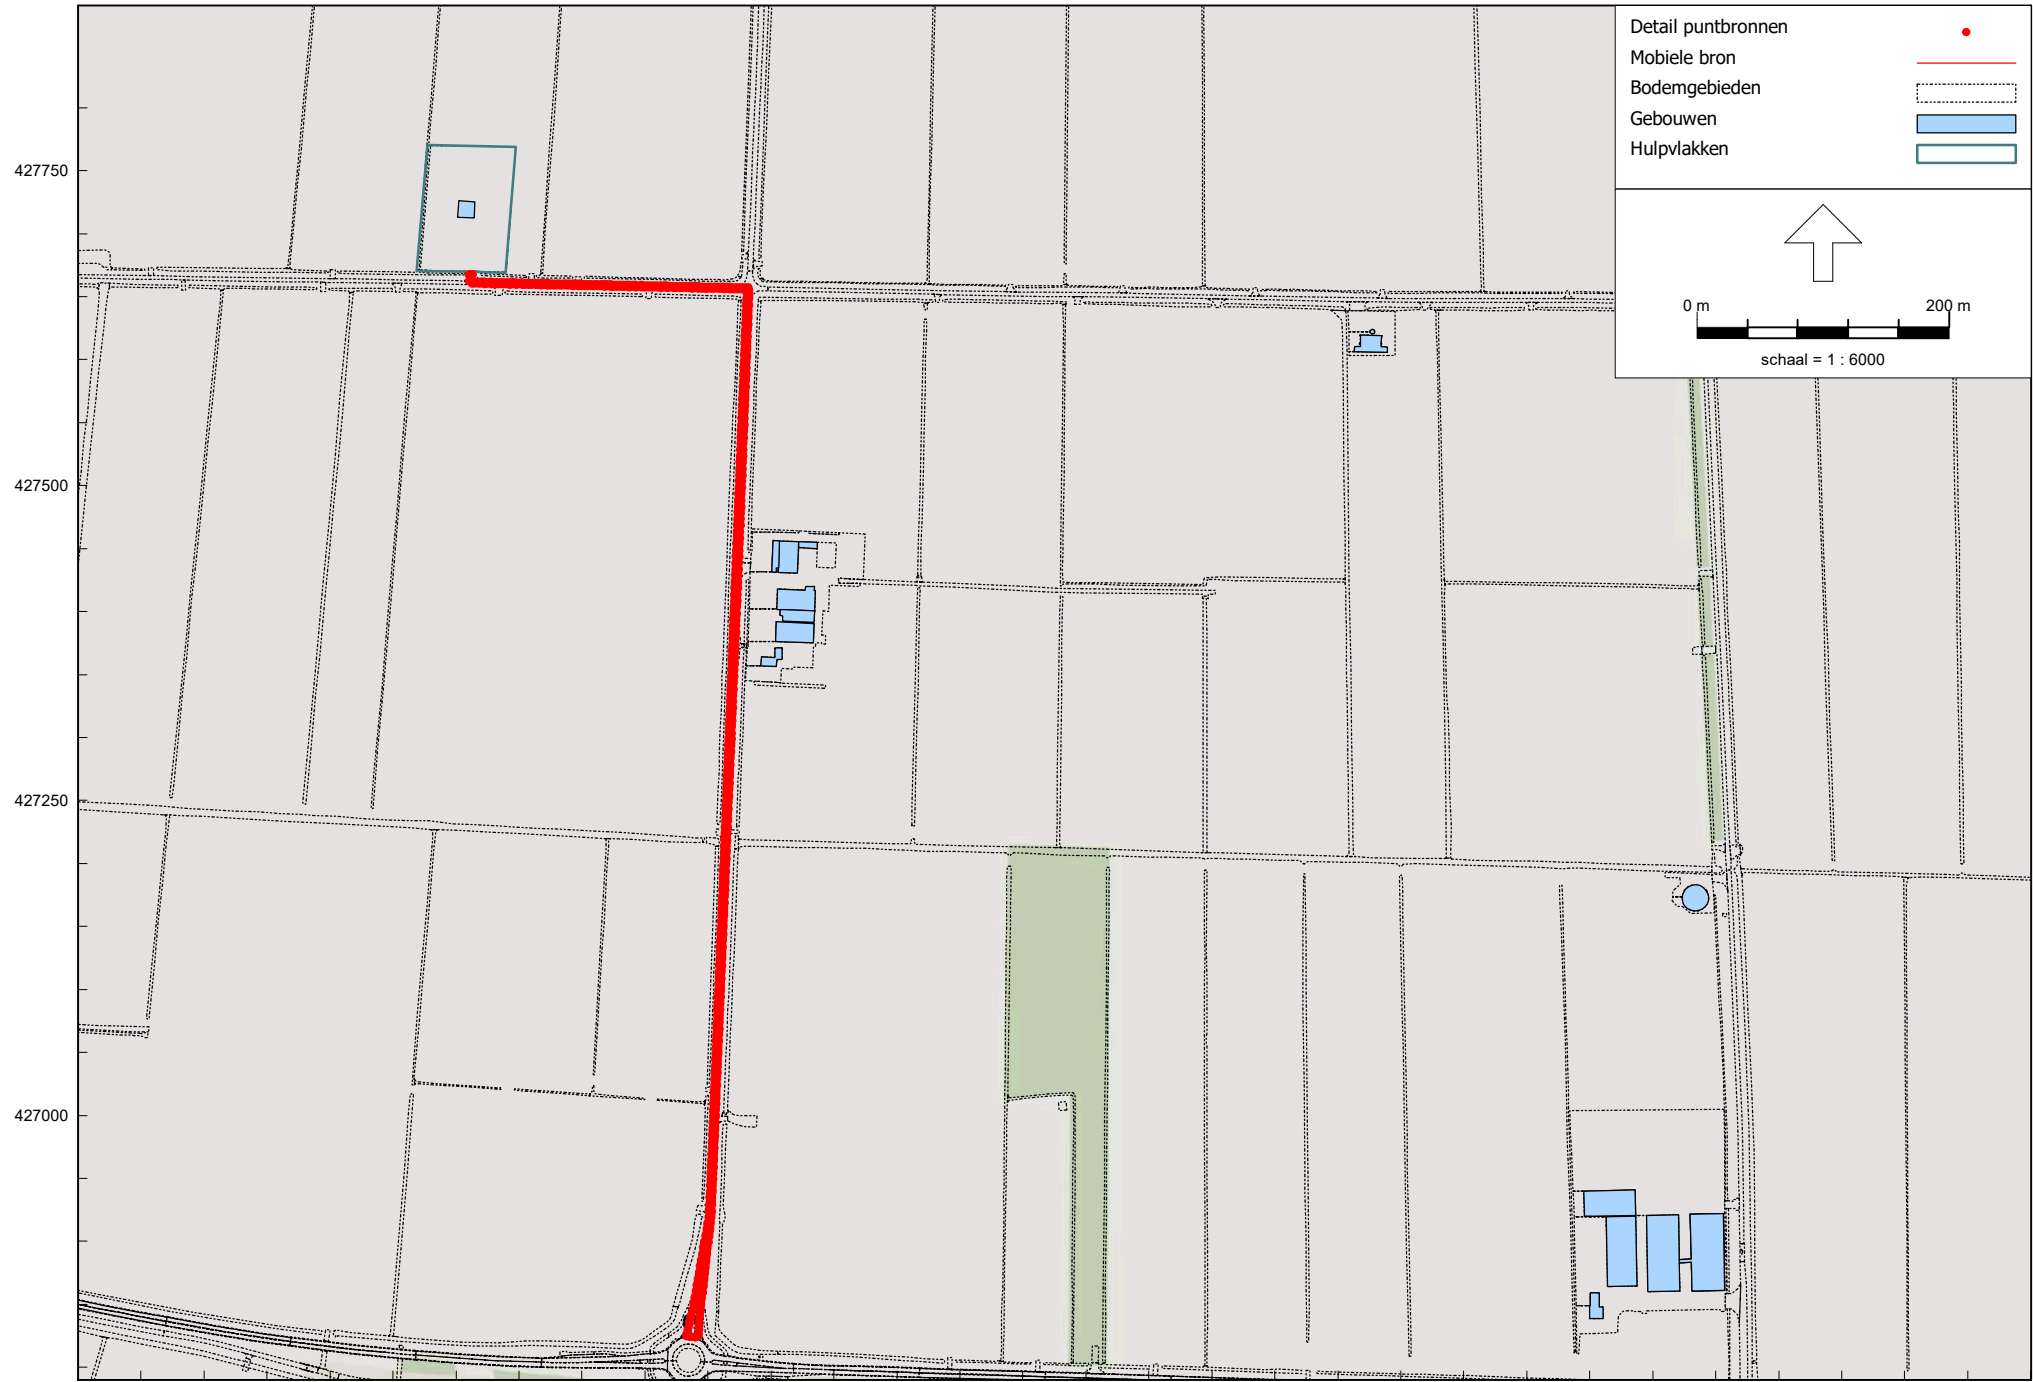 Detail puntbronnen
Mobiele bron
Bodemgebieden
Gebouwen
Hulpvlakken
0 m 200 m
schaal = 1 : 6000
427750
427500
427250
427000